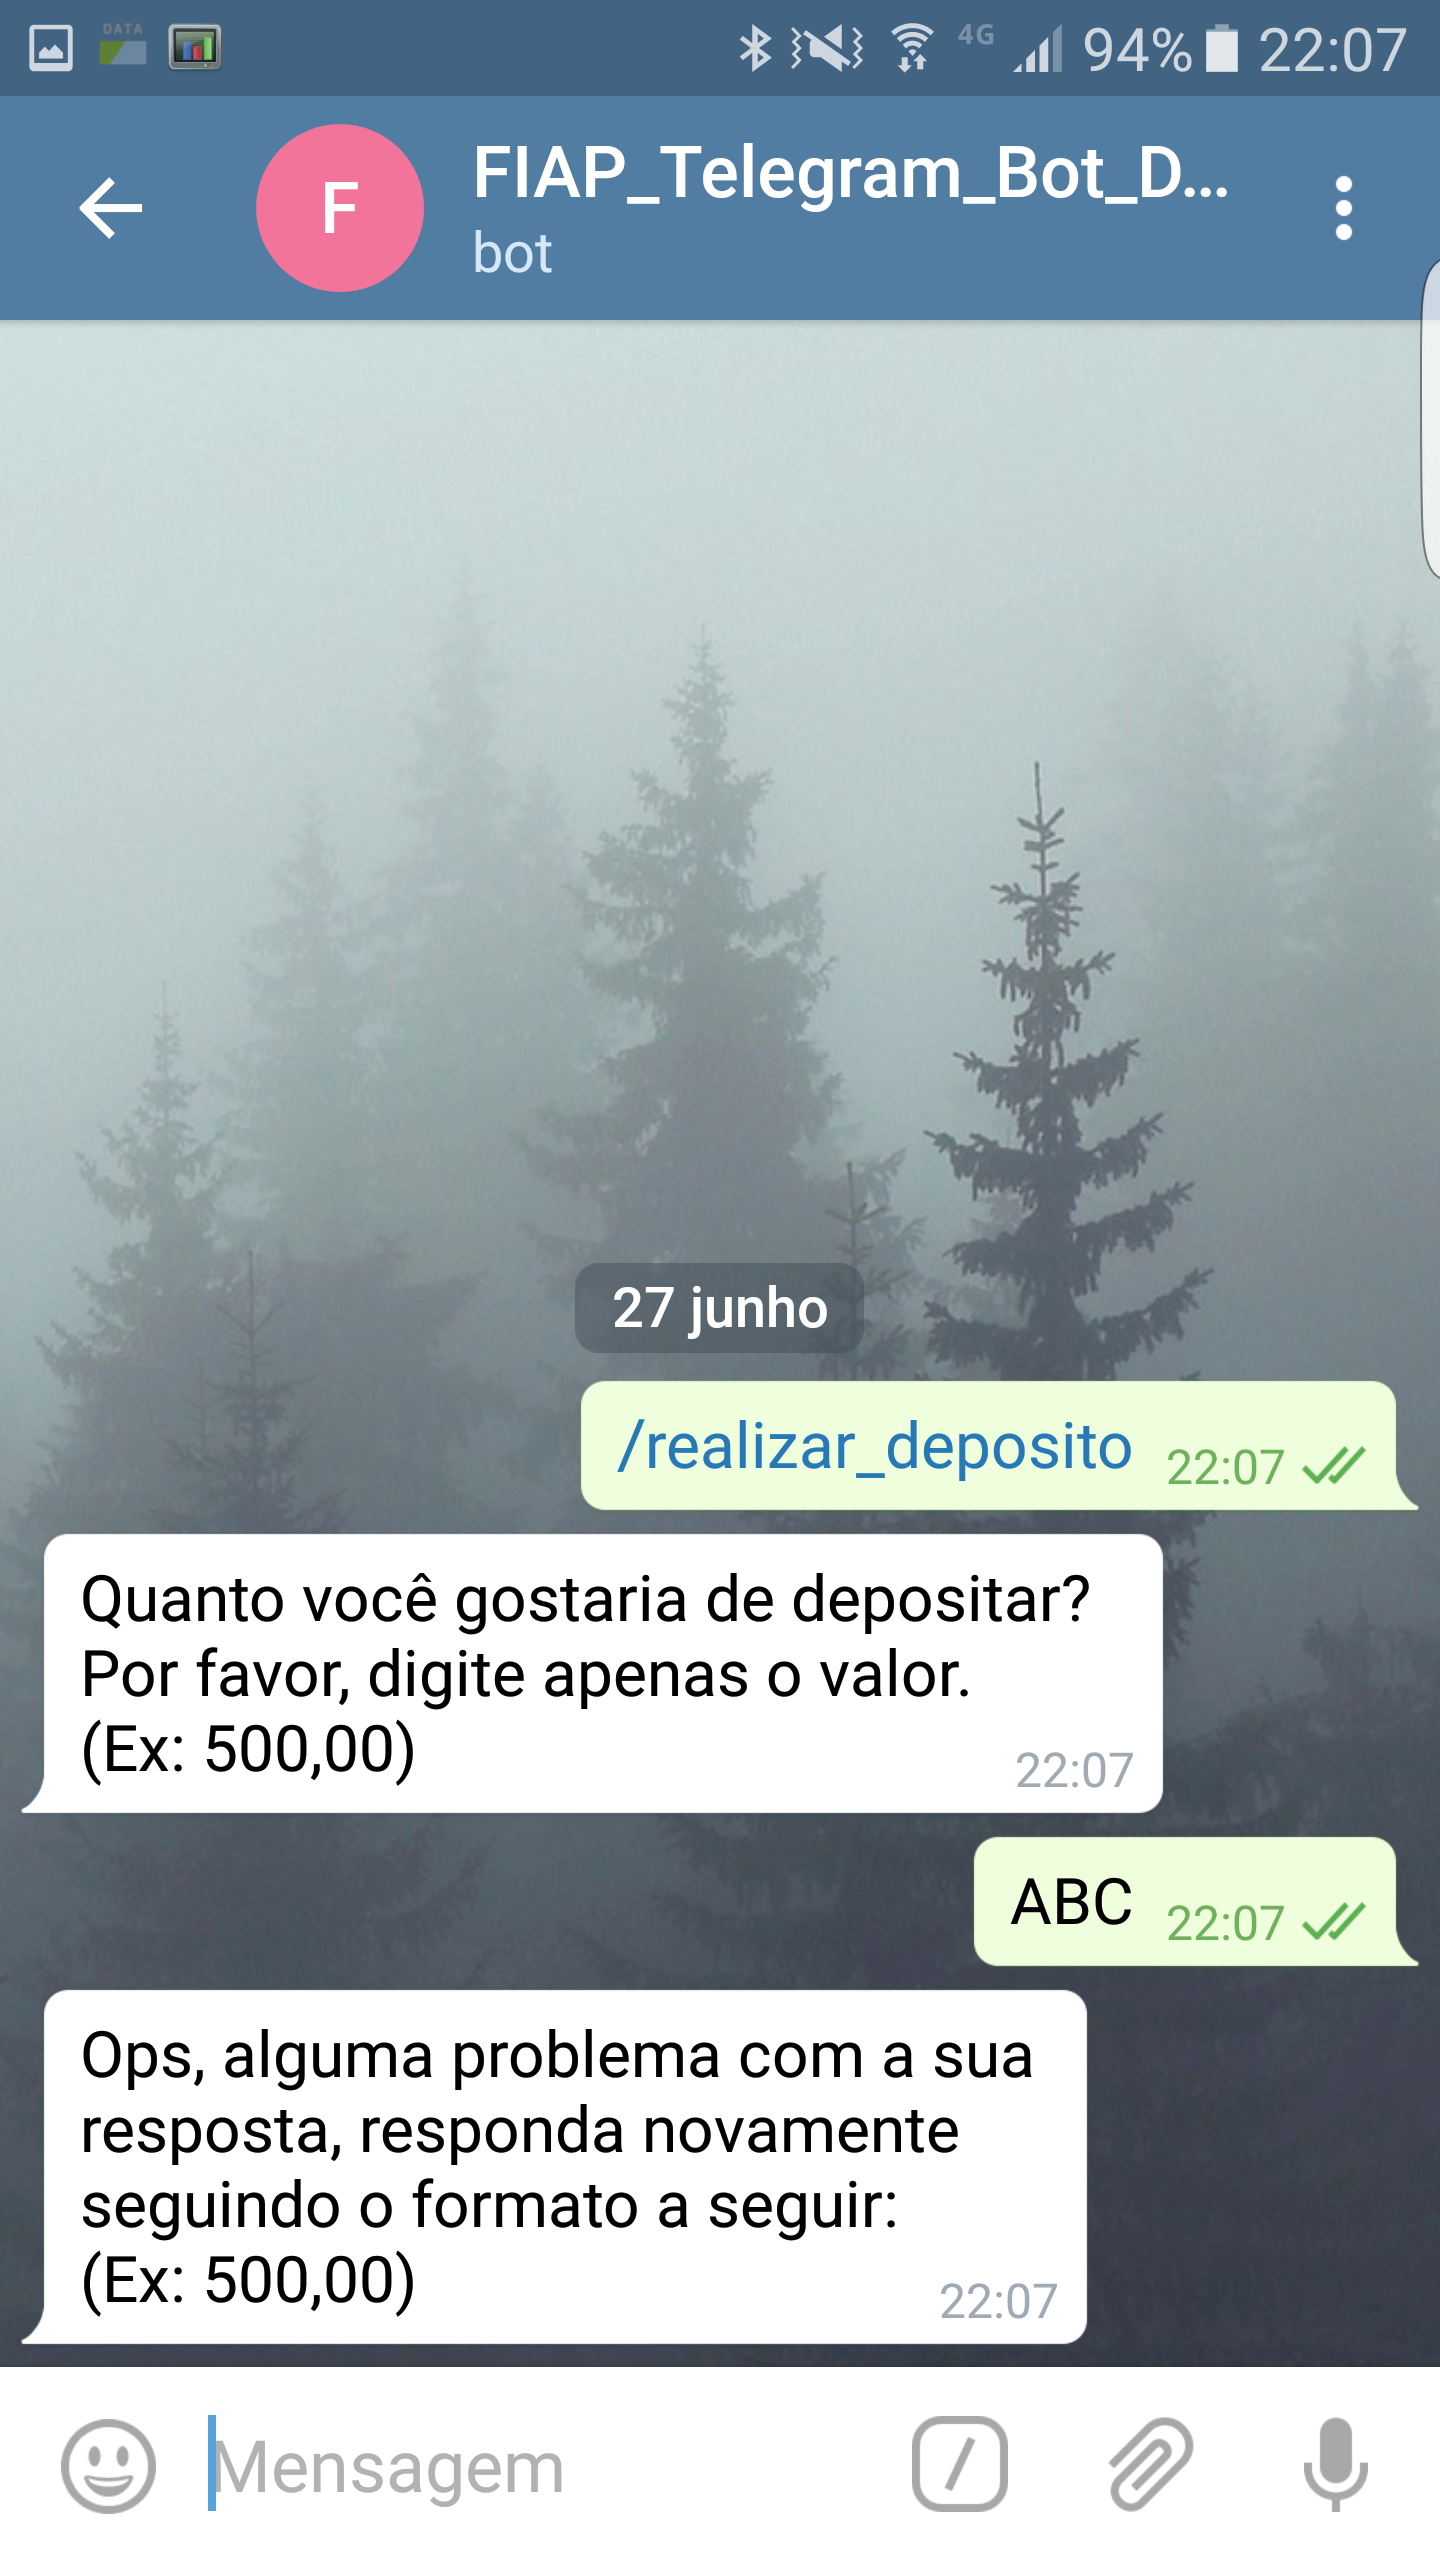 DATA
4G 94% 22:07
F
FIAP_Telegram_Bot_D...
bot
27 junho
/realizar_deposito 22:07
Quanto você gostaria de depositar?
Por favor, digite apenas o valor.
(Ex: 500,00)
22:07
ABC 22:07
Ops, alguma problema com a sua
resposta, responda novamente
seguindo o formato a seguir:
(Ex: 500,00)
22:07
Mensagem